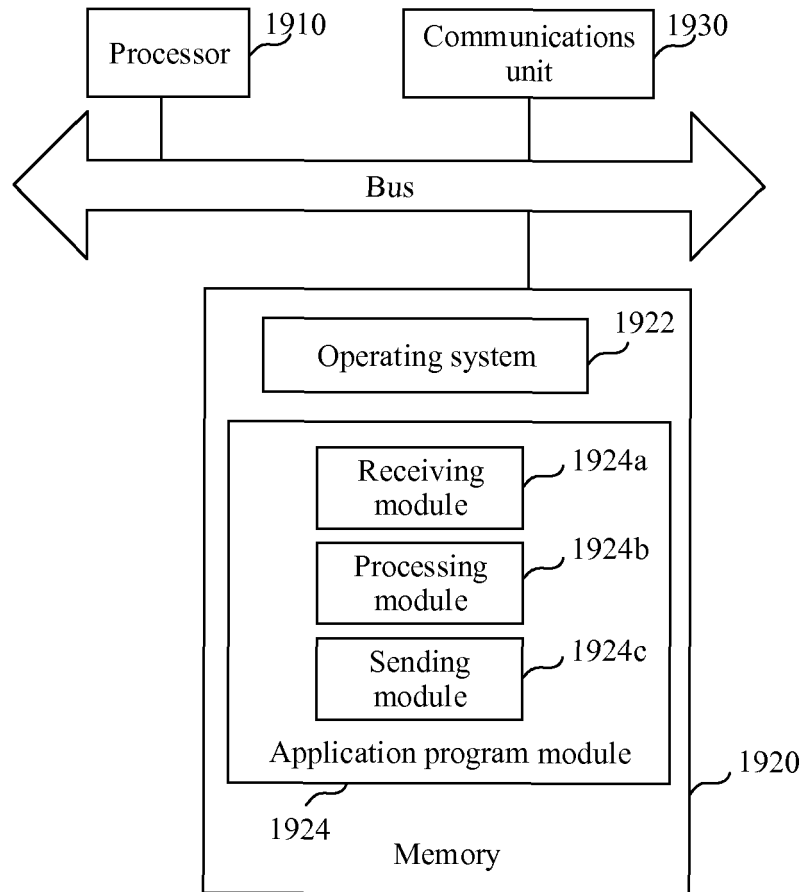 Processor
1910
Communications
unit
1930
Bus
Operating system
1922
Receiving
module
1924a
Processing
module
1924b
Sending
module
1924c
Application program module
1924
1920
Memory